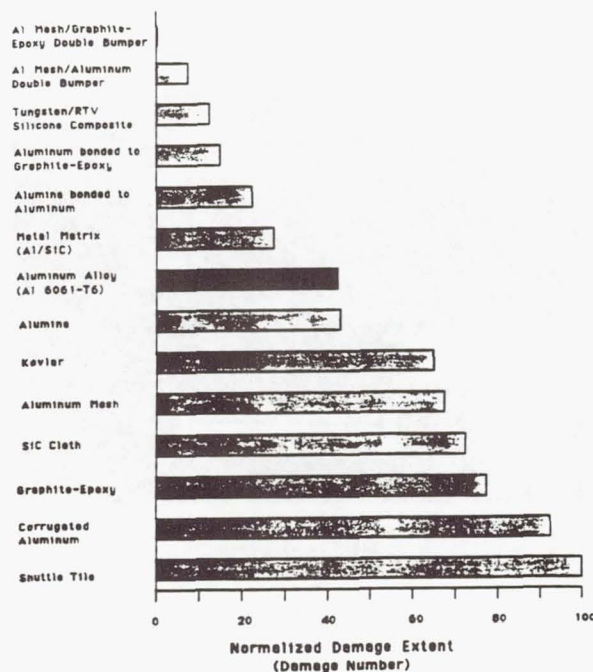 Al Mesh/Graphite-
Epoxy Double Bumper
Al Mesh/Aluminum
Double Bumper
Tungsten/RTV
Silicone Composite
Aluminum bonded to
Graphite-Epoxy
Alumina bonded to
Aluminum
Metal Matrix
(Al/SiC)
Aluminum Alloy
(Al 6061-T6)
Alumina
Kevlar
Aluminum Mesh
SiC Cloth
Graphite-Epoxy
Corrugated
Aluminum
Shuttle Tile
0 20 40 60 80 100
Normalized Damage Extent
(Damage Number)